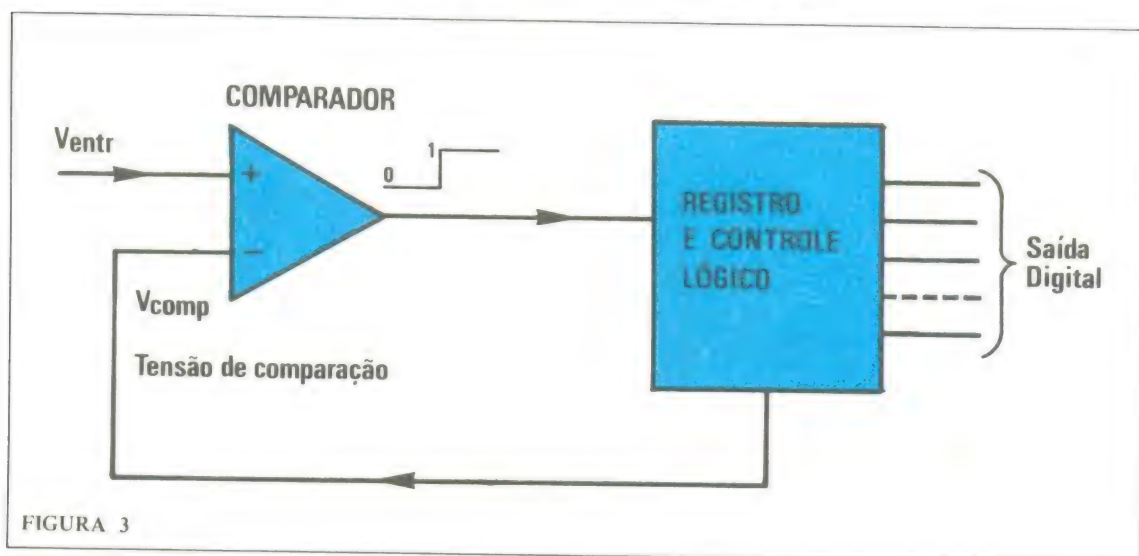 COMPARADOR
Ventr
+
0
1
−
Vcomp
Tensão de comparação
REGISTRO
E CONTROLE
LÓGICO
Saída
Digital
FIGURA 3